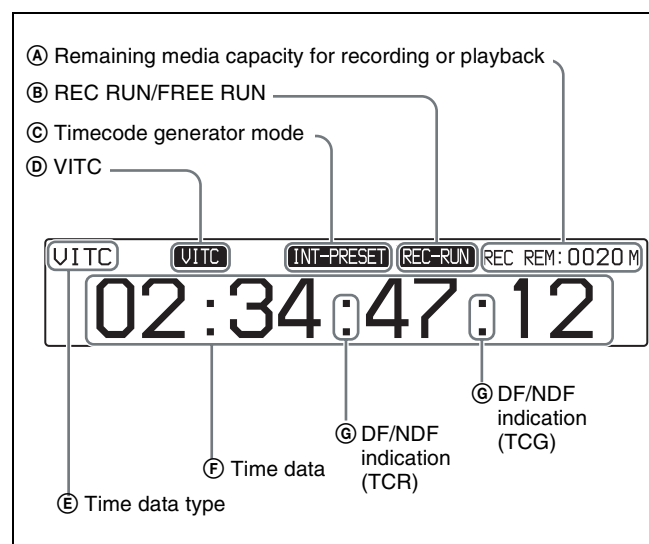 Ⓐ Remaining media capacity for recording or playback
Ⓑ REC RUN/FREE RUN
Ⓒ Timecode generator mode
Ⓓ VITC
VITC VITC INT-PRESET REC-RUN REC REM:0020 M
02:34:47:12
Ⓖ DF/NDF
indication
(TCG)
Ⓖ DF/NDF
indication
(TCR)
Ⓕ Time data
Ⓔ Time data type